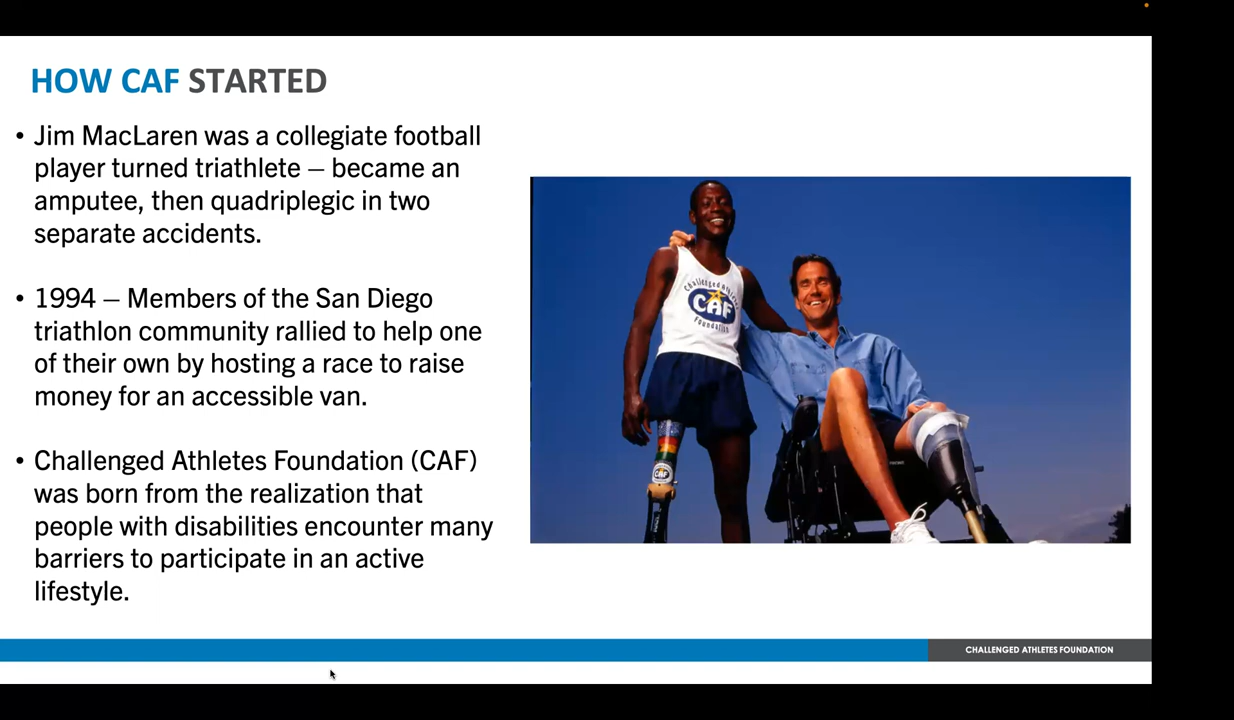 HOW CAF STARTED
• Jim MacLaren was a collegiate football
player turned triathlete – became an
amputee, then quadriplegic in two
separate accidents.
• 1994 – Members of the San Diego
triathlon community rallied to help one
of their own by hosting a race to raise
money for an accessible van.
• Challenged Athletes Foundation (CAF)
was born from the realization that
people with disabilities encounter many
barriers to participate in an active
lifestyle.
Challenged Athletes
CAF
Foundation
CAF
CHALLENGED ATHLETES FOUNDATION